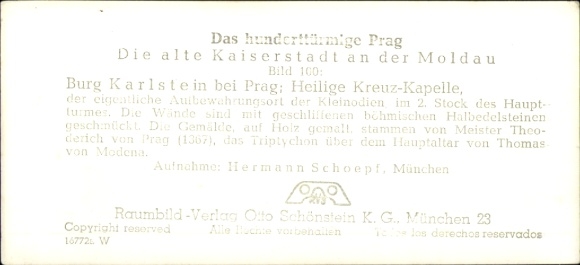 Das hunderttürmige Prag
Die alte Kaiserstadt an der Moldau
Bild 100:
Burg Karlstein bei Prag; Heilige Kreuz-Kapelle,
der eigentliche Aufbewahrungsort der Kleinodien im 2. Stock des Haupt-
turmes. Die Wände sind mit geschliffenen böhmischen Halbedelsteinen
geschmückt. Die Gemälde, auf Holz gemalt, stammen von Meister Theo-
derich von Prag (1367), das Triptychon über dem Hauptaltar von Thomas
von Modena.
Aufnahme: Hermann Schoepf, München
Raumbild-Verlag Otto Schönstein K. G., München 23
Copyright reserved Alle Rechte vorbehalten Todos los derechos reservados
16772c W